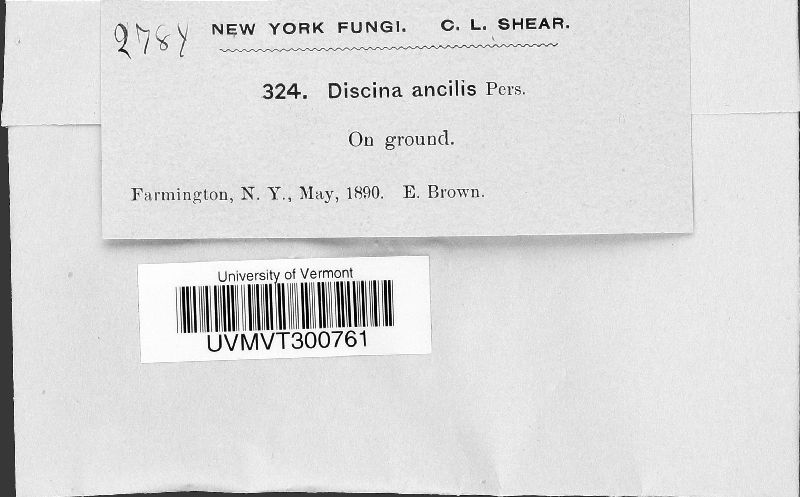 2784
NEW YORK FUNGI. C. L. SHEAR.
324. Discina ancilis Pers.
On ground.
Farmington, N. Y., May, 1890. E. Brown.
University of Vermont
UVMVT300761